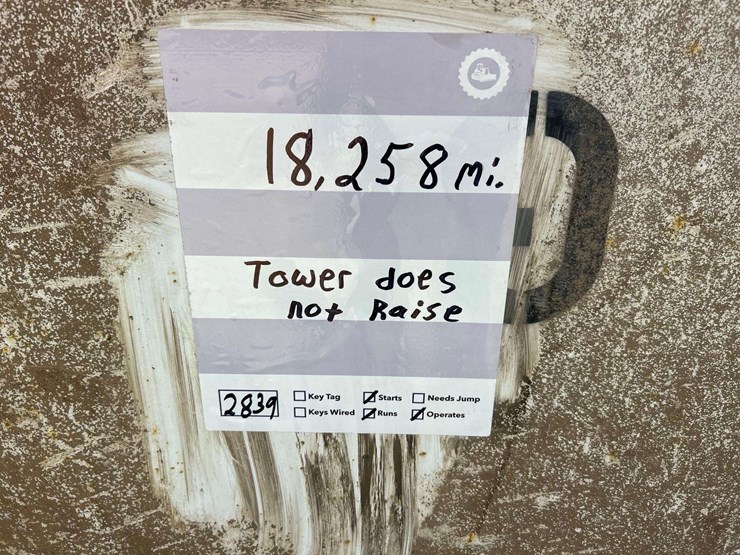 18,258 mi.
Tower does
not Raise
2839
Key Tag Starts Needs Jump
Keys Wired Runs Operates